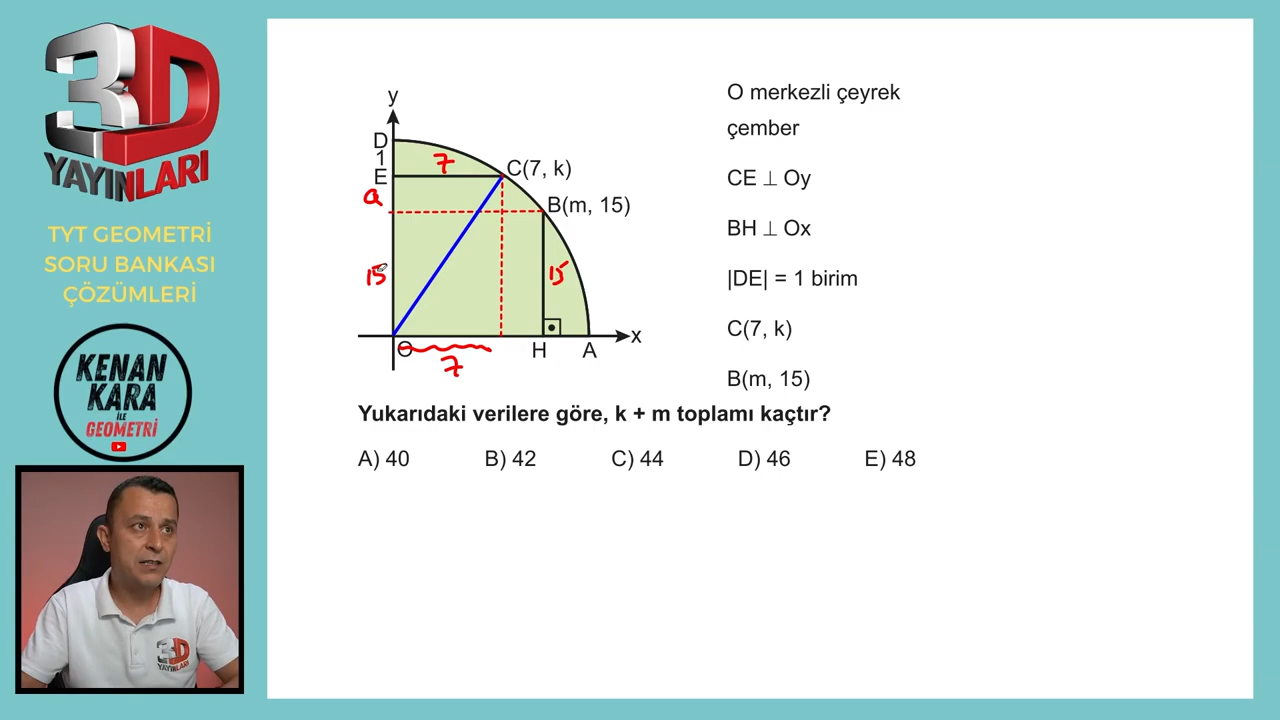 3D
YAYINLARI
TYT GEOMETRİ
SORU BANKASI
ÇÖZÜMLERİ
KENAN
KARA
İLE
GEOMETRİ
3D
YAYINLARI
y
D
1
E
a
15
7
C(7, k)
B(m, 15)
15
O
H
A
x
7
O merkezli çeyrek
çember
CE ⊥ Oy
BH ⊥ Ox
|DE| = 1 birim
C(7, k)
B(m, 15)
Yukarıdaki verilere göre, k + m toplamı kaçtır?
A) 40 B) 42 C) 44 D) 46 E) 48